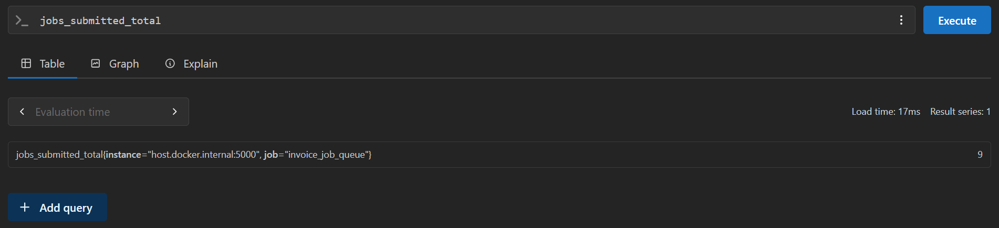 jobs_submitted_total
Execute
Table Graph Explain
Evaluation time
Load time: 17ms Result series: 1
jobs_submitted_total{instance="host.docker.internal:5000", job="invoice_job_queue"} 9
Add query